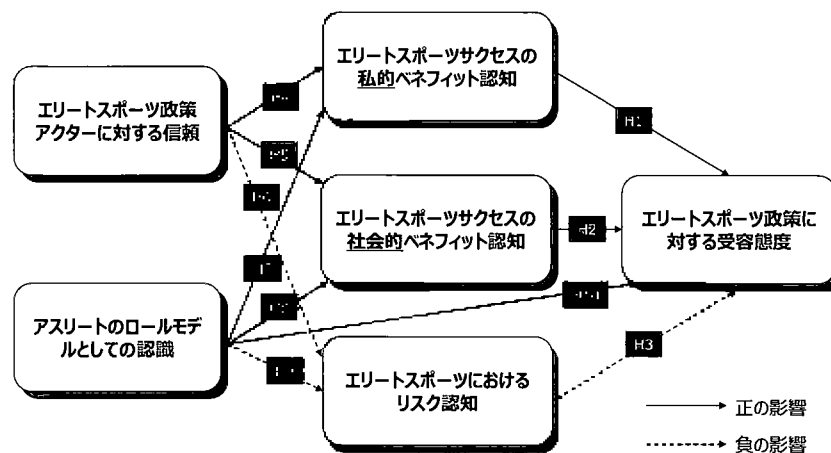 エリートスポーツサクセスの
私的ベネフィット認知
エリートスポーツ政策
アクターに対する信頼
H1
エリートスポーツサクセスの
社会的ベネフィット認知
H2
エリートスポーツ政策に
対する受容態度
アスリートのロールモデ
ルとしての認識
H3
エリートスポーツにおける
リスク認知
正の影響
負の影響